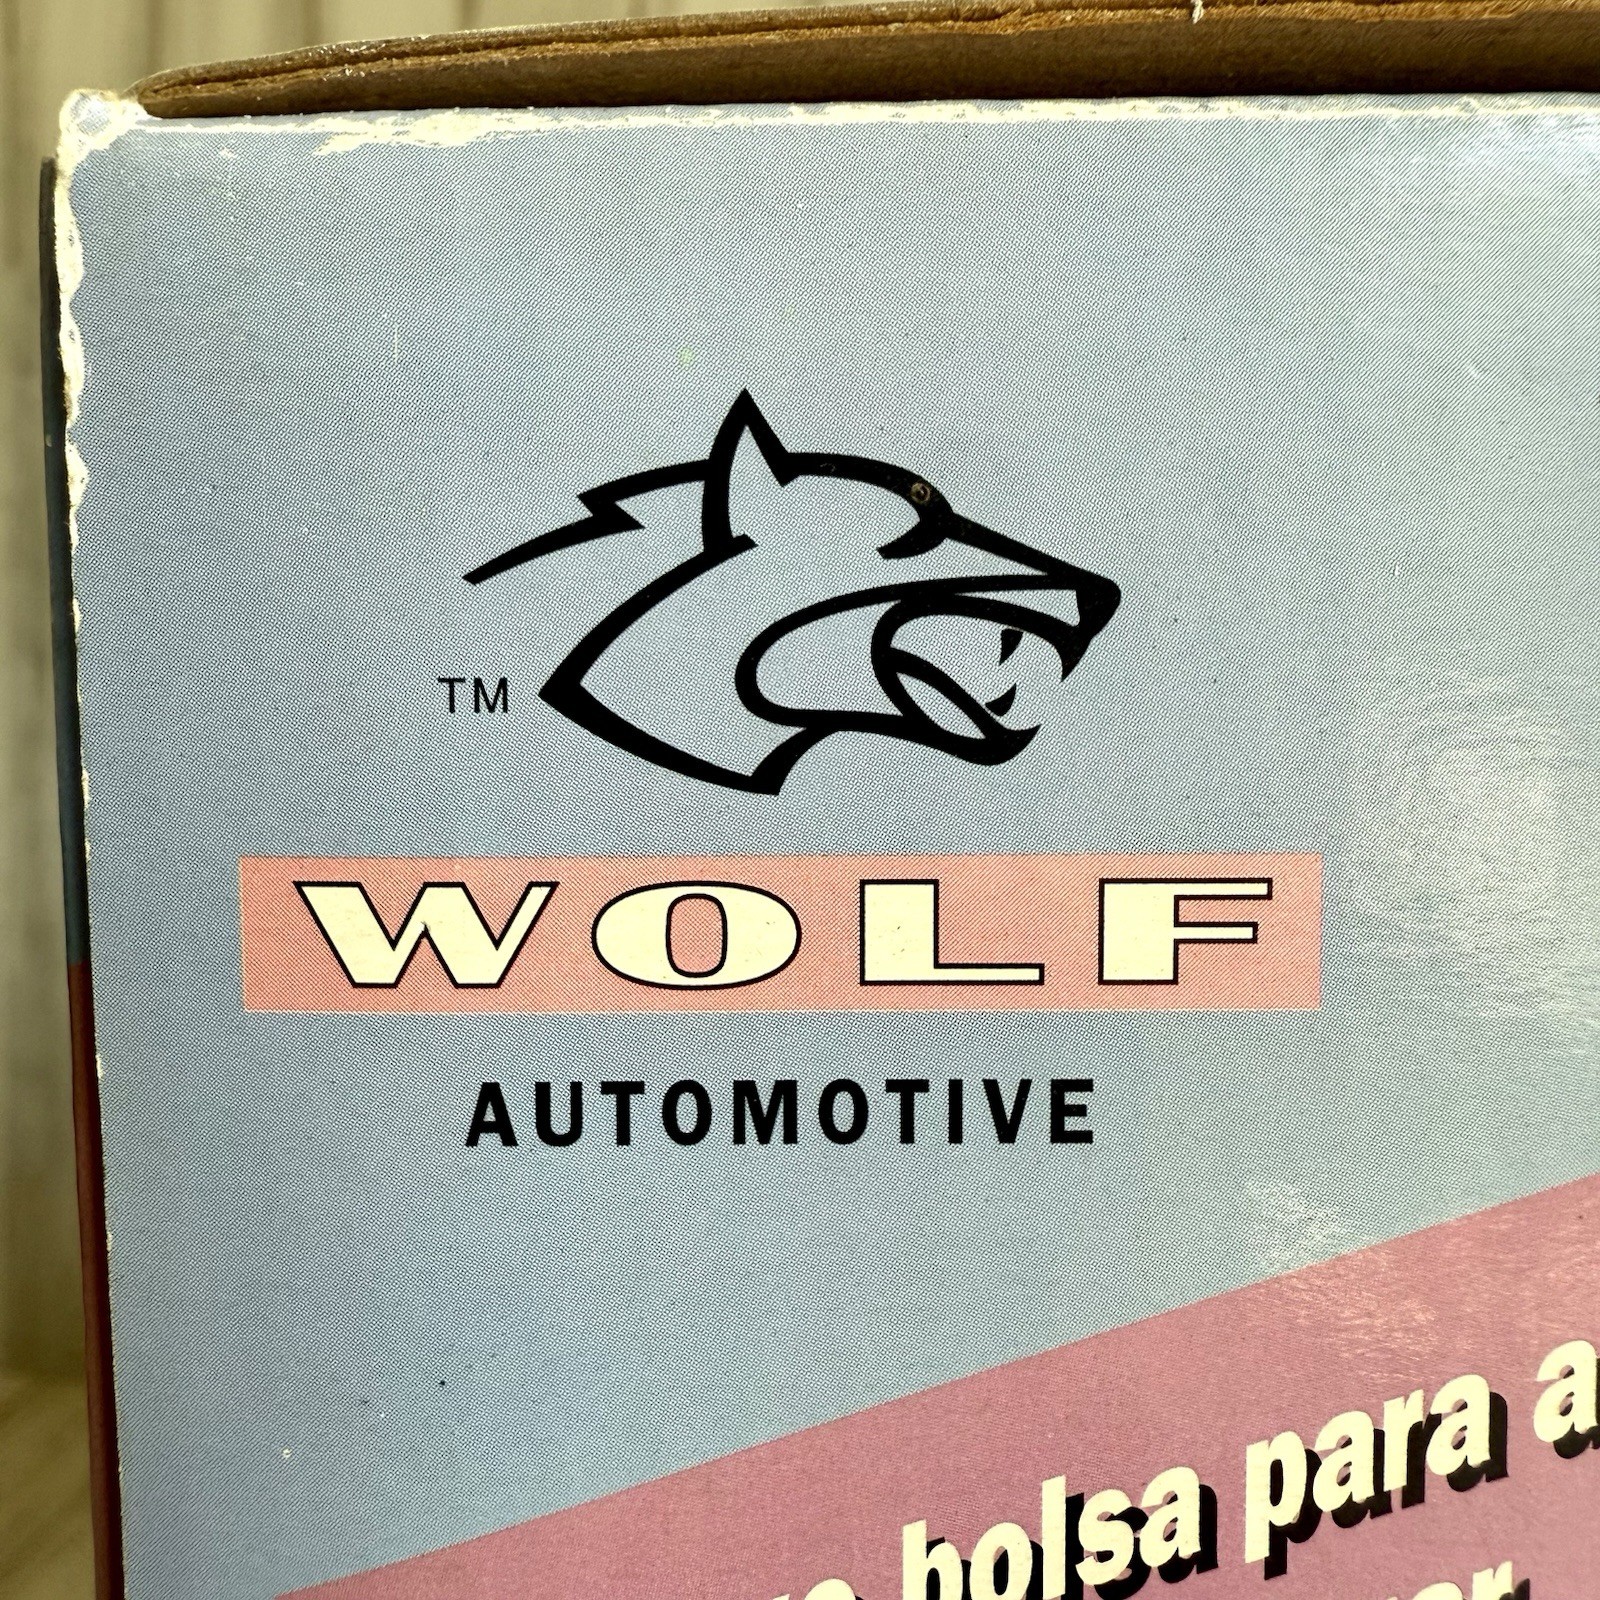 TM
WOLF
AUTOMOTIVE
bolsa para